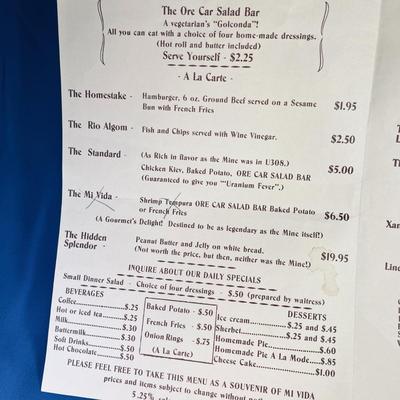 The Ore Car Salad Bar
A vegetarian's "Golconda"!
All you can eat with a choice of four home-made dressings.
(Hot roll and butter included)
Serve Yourself - $2.25
- A La Carte -
The Homestake - Hamburger, 6 oz. Ground Beef served on a Sesame $1.95
Bun with French Fries
The Rio Algom - Fish and Chips served with Wine Vinegar. $2.50
The Standard - (As Rich in flavor as the Mine was in U308.) $5.00
Chicken Kiev, Baked Potato, ORE CAR SALAD BAR
(Guaranteed to give you "Uranium Fever".)
The Mi Vida - Shrimp Tempura ORE CAR SALAD BAR Baked Potato $6.50
or French Fries
(A Gourmet's Delight! Destined to be as legendary as the Mine itself!)
The Hidden
Splendor - Peanut Butter and Jelly on white bread. $19.95
(Not worth the price, but then, neither was the Mine!)
INQUIRE ABOUT OUR DAILY SPECIALS
Small Dinner Salad - Choice of four dressings - $.50 (prepared by waitress)
BEVERAGES
Coffee $.25
Hot or iced tea $.25
Milk $.30
Buttermilk $.30
Soft Drinks $.50
Hot Chocolate $.50
Baked Potato - $.50
French Fries - $.50
Onion Rings - $.75
(A La Carte)
DESSERTS
Ice cream $.25 and $.45
Sherbet $.25 and $.45
Homemade Pie $.60
Homemade Pie A La Mode $.85
Cheese Cake $1.00
PLEASE FEEL FREE TO TAKE THIS MENU AS A SOUVENIR OF MI VIDA
prices and items subject to change without
5.25%